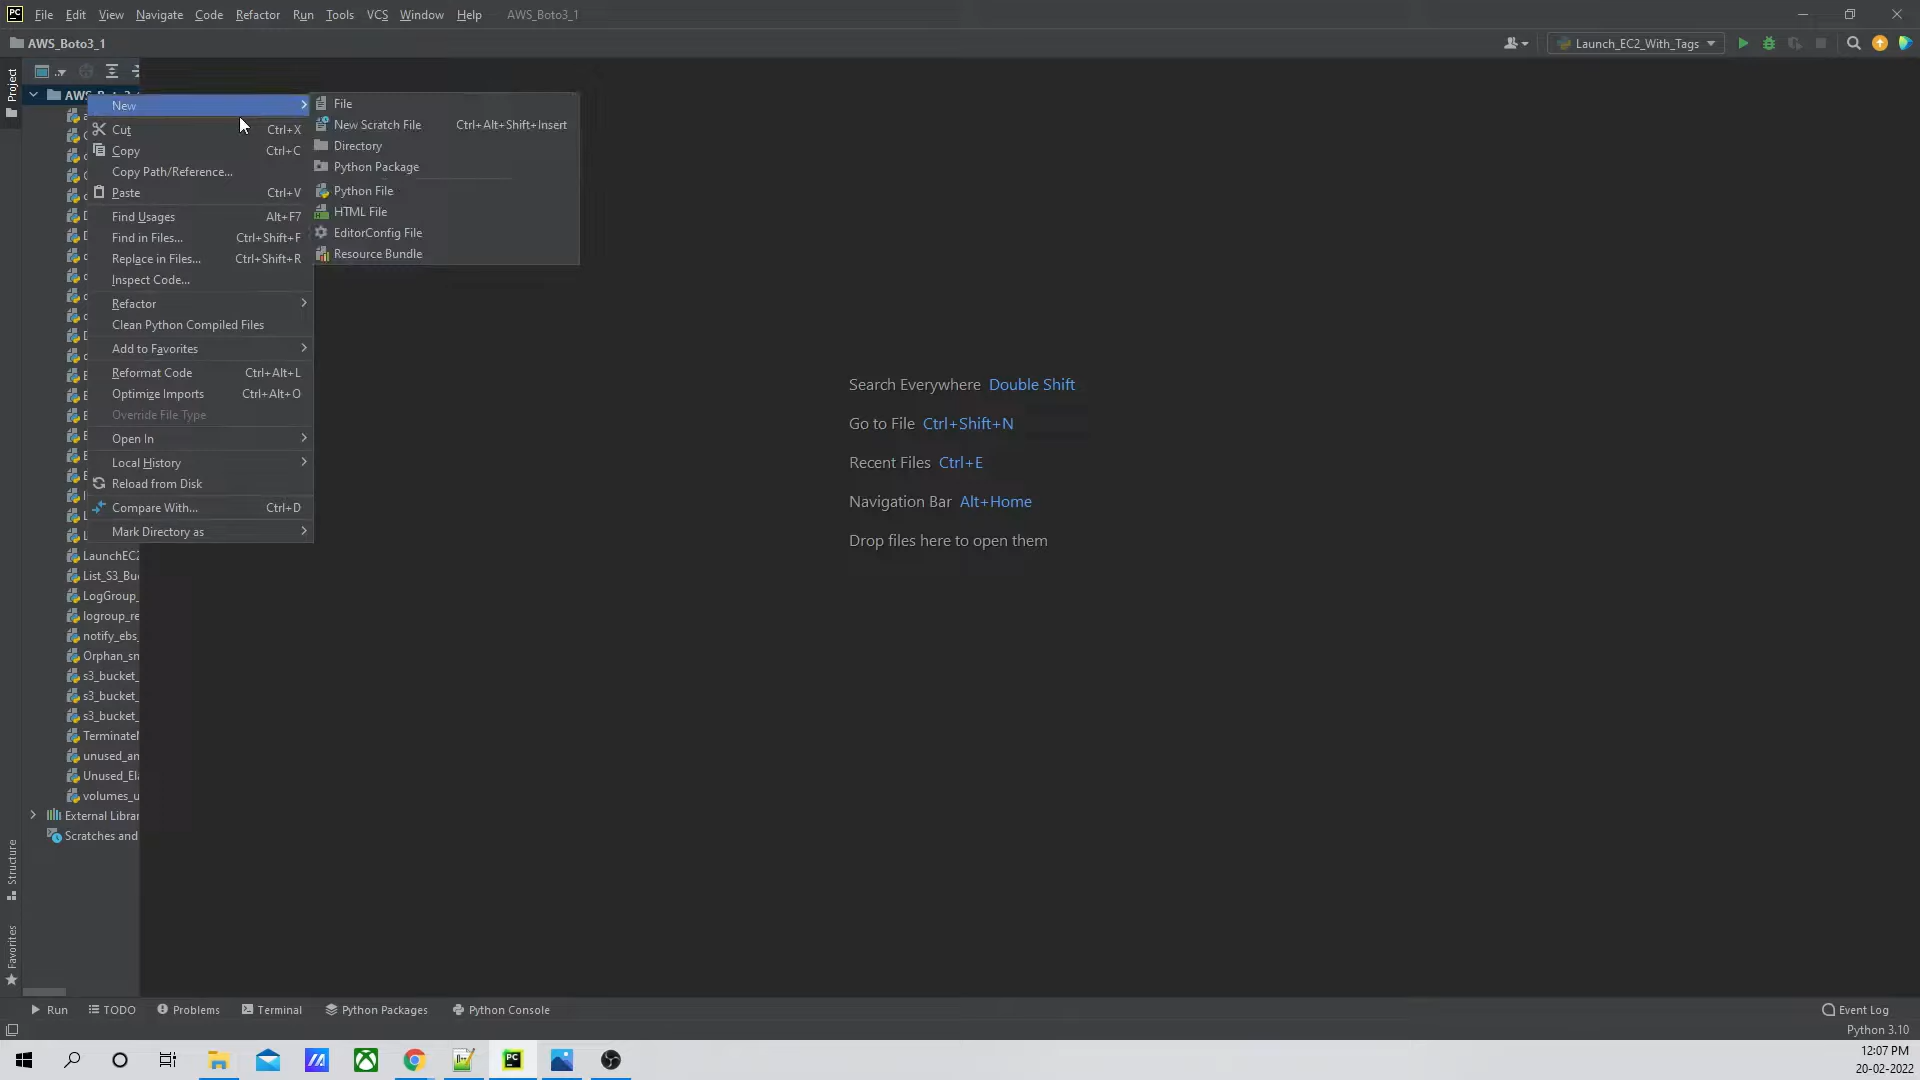 PC File Edit View Navigate Code Refactor Run Tools VCS Window Help AWS_Boto3_1
AWS_Boto3_1
Launch_EC2_With_Tags
Project
New
Cut Ctrl+X
Copy Ctrl+C
Copy Path/Reference...
Paste Ctrl+V
Find Usages Alt+F7
Find in Files... Ctrl+Shift+F
Replace in Files... Ctrl+Shift+R
Inspect Code...
Refactor
Clean Python Compiled Files
Add to Favorites
Reformat Code Ctrl+Alt+L
Optimize Imports Ctrl+Alt+O
Override File Type
Open In
Local History
Reload from Disk
Compare With... Ctrl+D
Mark Directory as
File
New Scratch File Ctrl+Alt+Shift+Insert
Directory
Python Package
Python File
HTML File
EditorConfig File
Resource Bundle
LaunchEC2
List_S3_Bu
LogGroup_
logroup_re
notify_ebs_
Orphan_sn
s3_bucket_
s3_bucket_
s3_bucket_
Terminate
unused_an
Unused_Ela
volumes_u
External Librar
Scratches and
Search Everywhere Double Shift
Go to File Ctrl+Shift+N
Recent Files Ctrl+E
Navigation Bar Alt+Home
Drop files here to open them
Structure
Favorites
Run TODO Problems Terminal Python Packages Python Console Event Log
Python 3.10
PC
12:07 PM
20-02-2022